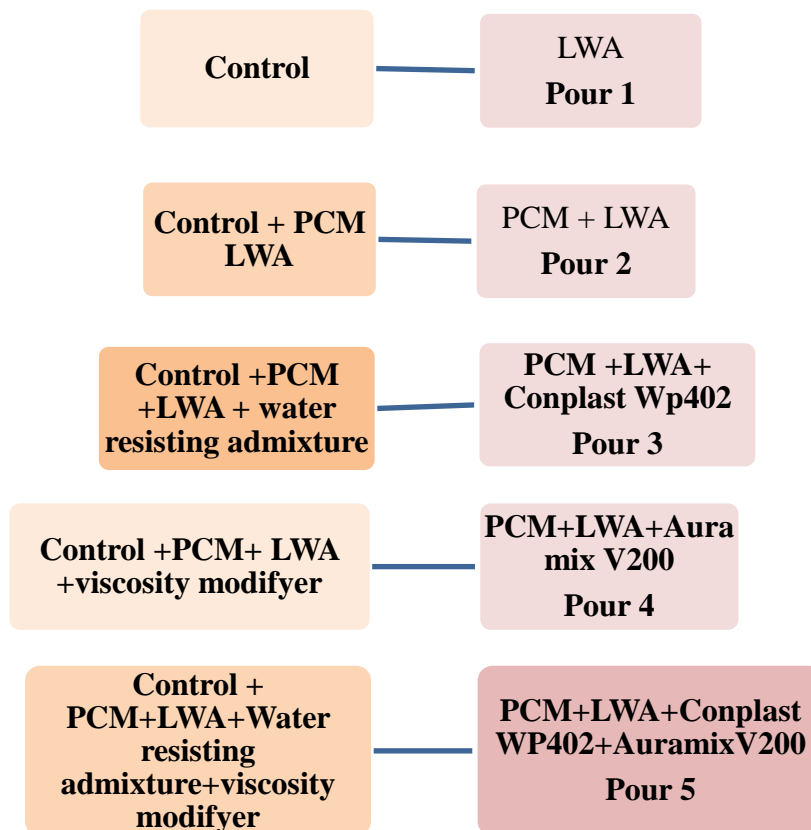 Control
LWA
Pour 1
Control + PCM
LWA
PCM + LWA
Pour 2
Control +PCM
+LWA + water
resisting admixture
PCM +LWA+
Conplast Wp402
Pour 3
Control +PCM+ LWA
+viscosity modifyer
PCM+LWA+Aura
mix V200
Pour 4
Control +
PCM+LWA+Water
resisting
admixture+viscosity
modifyer
PCM+LWA+Conplast
WP402+AuramixV200
Pour 5